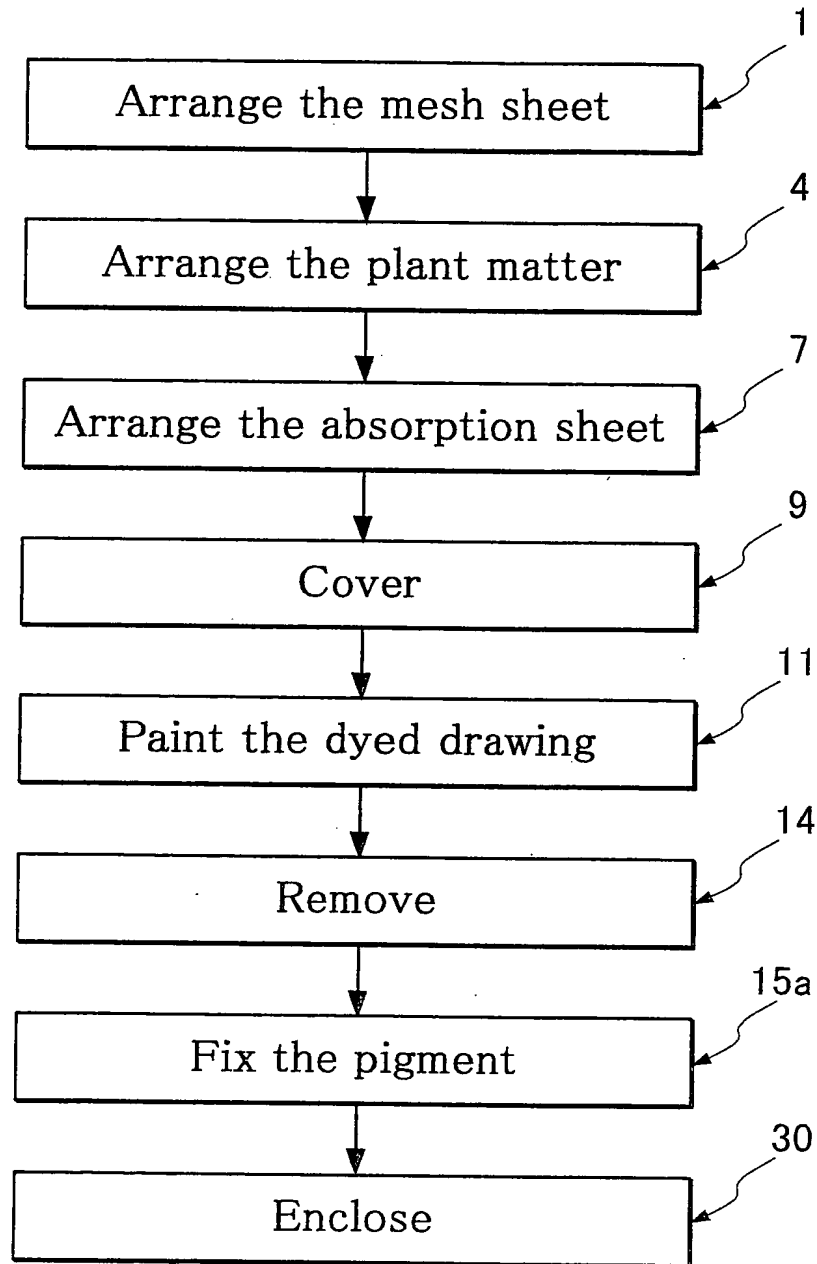 1
Arrange the mesh sheet
4
Arrange the plant matter
7
Arrange the absorption sheet
9
Cover
11
Paint the dyed drawing
14
Remove
15a
Fix the pigment
30
Enclose